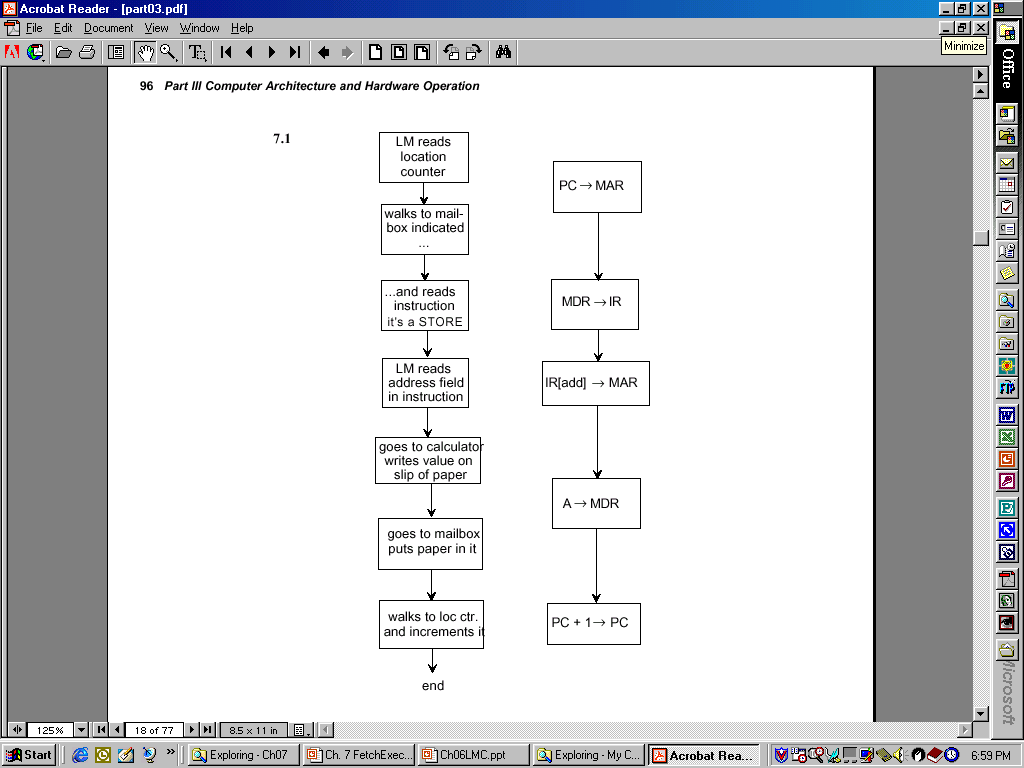 Acrobat Reader - [part03.pdf]
File Edit Document View Window Help
Minimize
Office
96 Part III Computer Architecture and Hardware Operation
7.1
LM reads
location
counter
walks to mail-
box indicated
...
...and reads
instruction
it's a STORE
LM reads
address field
in instruction
goes to calculator
writes value on
slip of paper
goes to mailbox
puts paper in it
walks to loc ctr.
and increments it
end
PC → MAR
MDR → IR
IR[add] → MAR
A → MDR
PC + 1 → PC
Microsoft
125%
18 of 77
8.5 x 11 in
Start
»
Exploring - Ch07
Ch. 7 FetchExec...
Ch06LMC.ppt
Exploring - My C...
Acrobat Rea...
6:59 PM